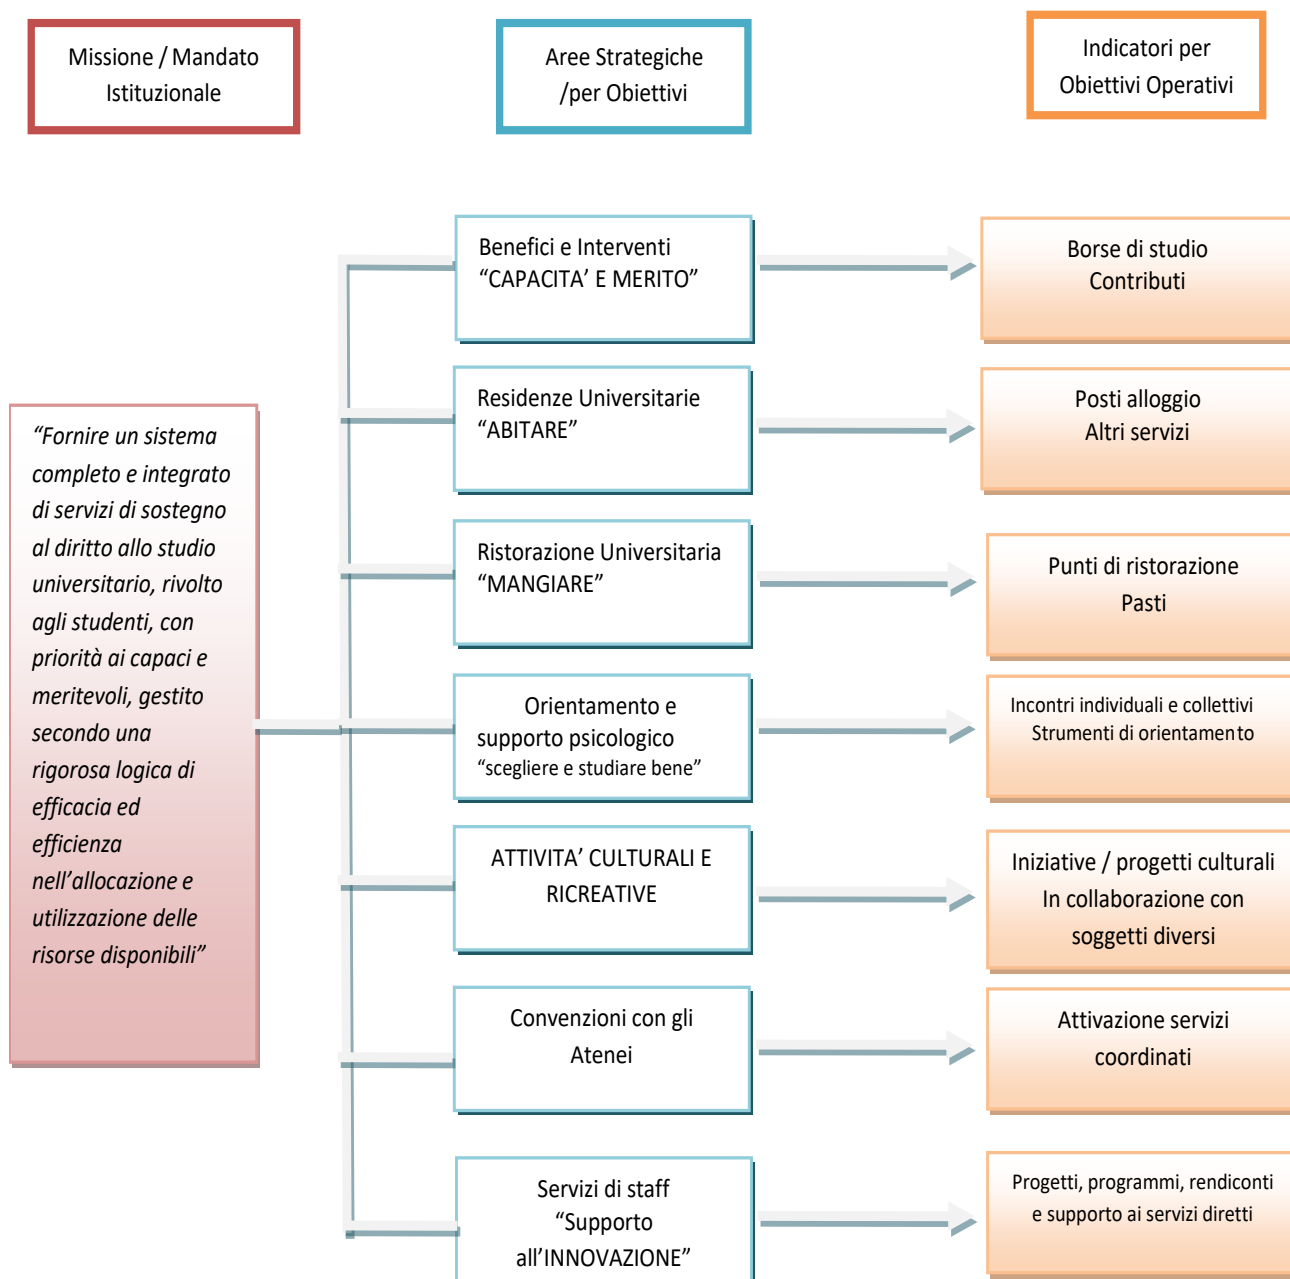 Missione / Mandato
Istituzionale
Aree Strategiche
/per Obiettivi
Indicatori per
Obiettivi Operativi
“Fornire un sistema
completo e integrato
di servizi di sostegno
al diritto allo studio
universitario, rivolto
agli studenti, con
priorità ai capaci e
meritevoli, gestito
secondo una
rigorosa logica di
efficacia ed
efficienza
nell’allocazione e
utilizzazione delle
risorse disponibili”
Benefici e Interventi
“CAPACITA’ E MERITO”
Borse di studio
Contributi
Residenze Universitarie
“ABITARE”
Posti alloggio
Altri servizi
Ristorazione Universitaria
“MANGIARE”
Punti di ristorazione
Pasti
Orientamento e
supporto psicologico
“scegliere e studiare bene”
Incontri individuali e collettivi
Strumenti di orientamento
ATTIVITA’ CULTURALI E
RICREATIVE
Iniziative / progetti culturali
In collaborazione con
soggetti diversi
Convenzioni con gli
Atenei
Attivazione servizi
coordinati
Servizi di staff
“Supporto
all’INNOVAZIONE”
Progetti, programmi, rendiconti
e supporto ai servizi diretti